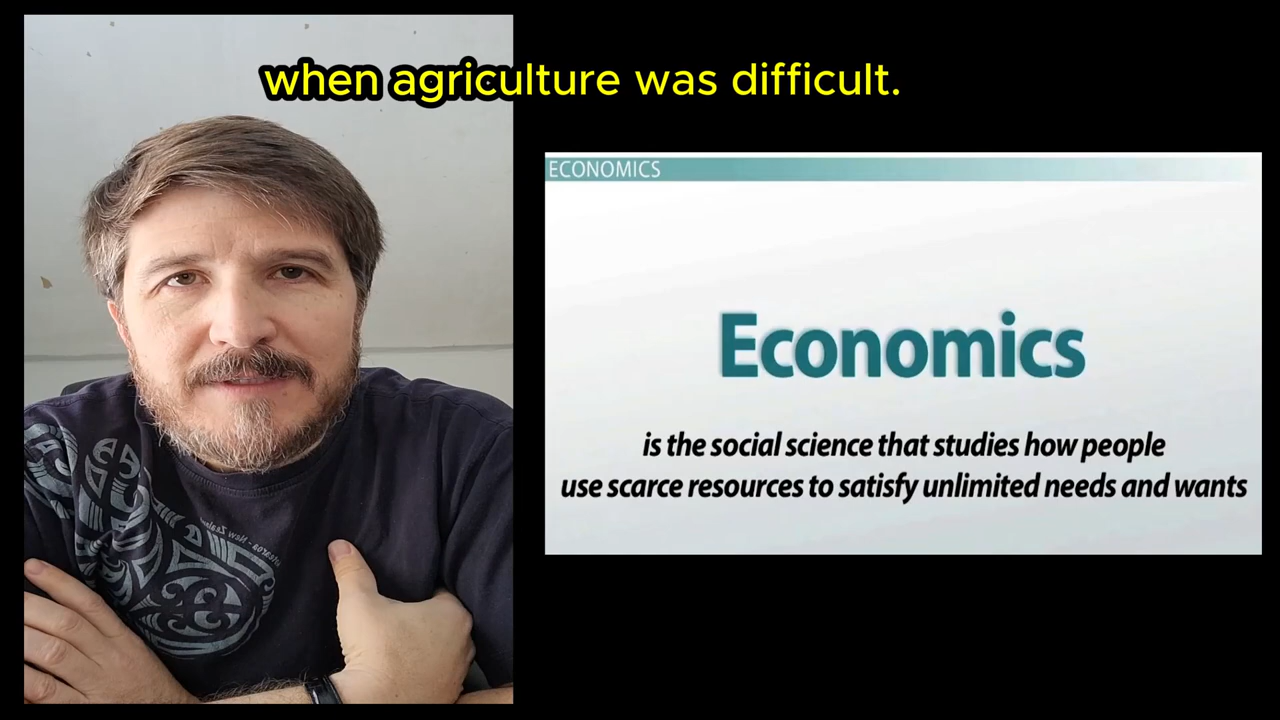 when agriculture was difficult.
ECONOMICS
Economics
is the social science that studies how people
use scarce resources to satisfy unlimited needs and wants